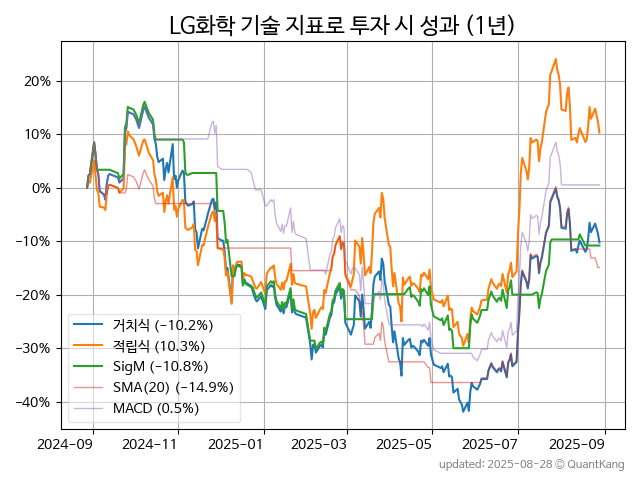 LG화학 기술 지표로 투자 시 성과 (1년)
20%
10%
0%
−10%
−20%
−30%
−40%
거치식 (−10.2%)
적립식 (10.3%)
SigM (−10.8%)
SMA(20) (−14.9%)
MACD (0.5%)
2024-09
2024-11
2025-01
2025-03
2025-05
2025-07
2025-09
updated: 2025-08-28 © QuantKang